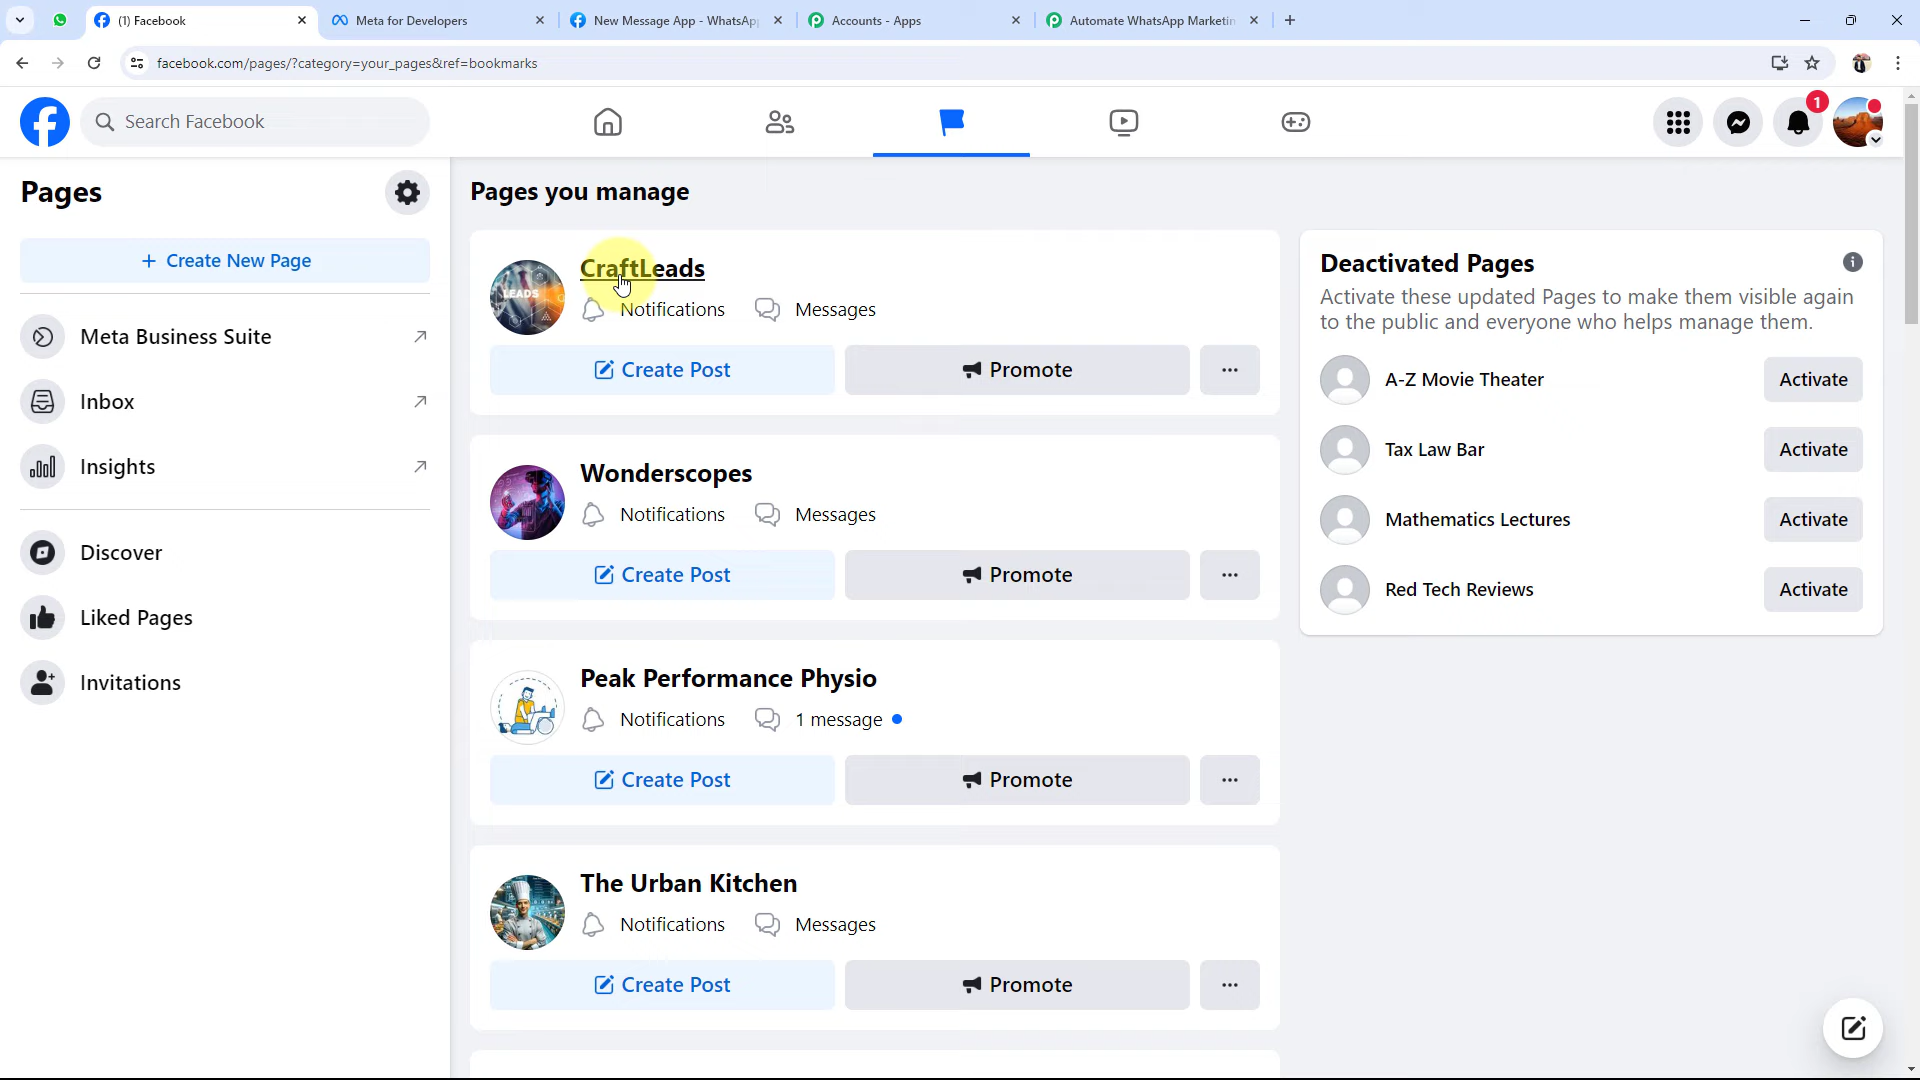 (1) Facebook
Meta for Developers
New Message App - WhatsAp
Accounts - Apps
Automate WhatsApp Marketin
facebook.com/pages/?category=your_pages&ref=bookmarks
Search Facebook
1
Pages
Create New Page
Meta Business Suite
Inbox
Insights
Discover
Liked Pages
Invitations
Pages you manage
LEADS
CraftLeads
Notifications
Messages
Create Post
Promote
Wonderscopes
Notifications
Messages
Create Post
Promote
Peak Performance Physio
Notifications
1 message
Create Post
Promote
The Urban Kitchen
Notifications
Messages
Create Post
Promote
Deactivated Pages
Activate these updated Pages to make them visible again
to the public and everyone who helps manage them.
A-Z Movie Theater
Activate
Tax Law Bar
Activate
Mathematics Lectures
Activate
Red Tech Reviews
Activate